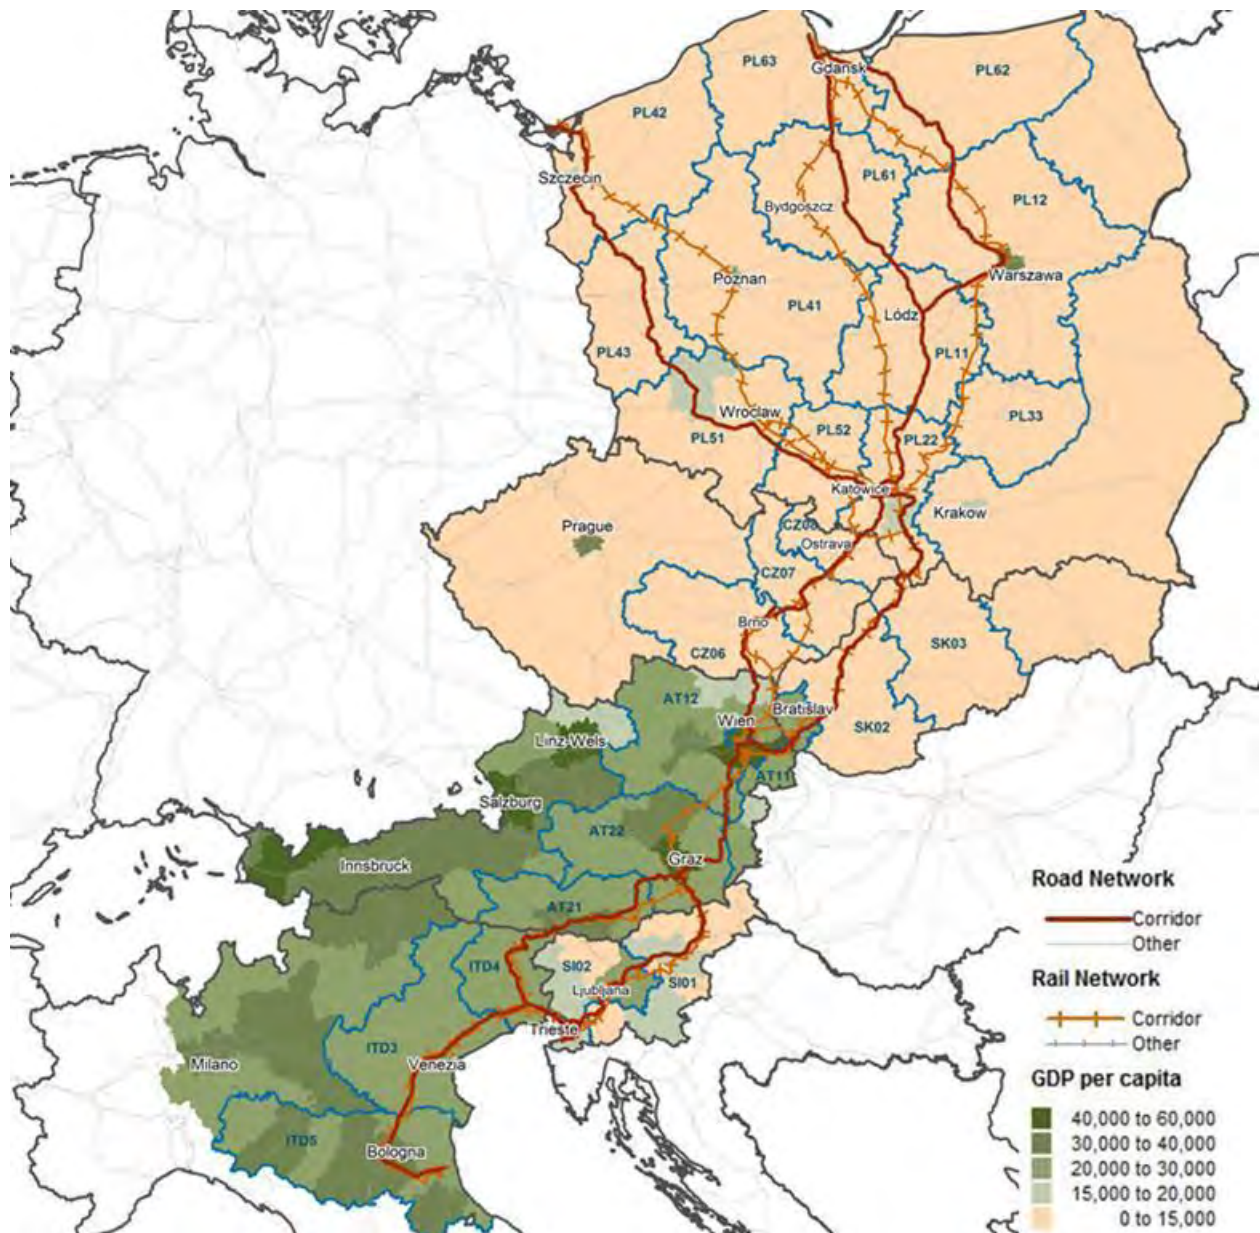 PL63
Gdansk
PL62
PL42
Szczecin
PL61
Bydgoszcz
PL12
Warszawa
Poznan
PL41
Lódz
PL43
PL11
Wroclaw
PL33
PL51
PL52
PL22
Katowice
Krakow
Prague
CZ08
Ostrava
CZ07
Brno
CZ06
SK03
AT12
Wien
Bratislav
SK02
Linz-Wels
AT11
Salzburg
AT22
Innsbruck
Graz
AT21
ITD4
SI02
Ljubljana
SI01
Trieste
ITD3
Milano
Venezia
ITD5
Bologna
Road Network
Corridor
Other
Rail Network
Corridor
Other
GDP per capita
40,000 to 60,000
30,000 to 40,000
20,000 to 30,000
15,000 to 20,000
0 to 15,000